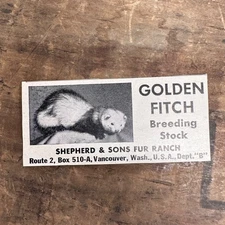 GOLDEN
FITCH
Breeding
Stock
SHEPHERD & SONS FUR RANCH
Route 2, Box 510-A, Vancouver, Wash., U.S.A., Dept. "B"